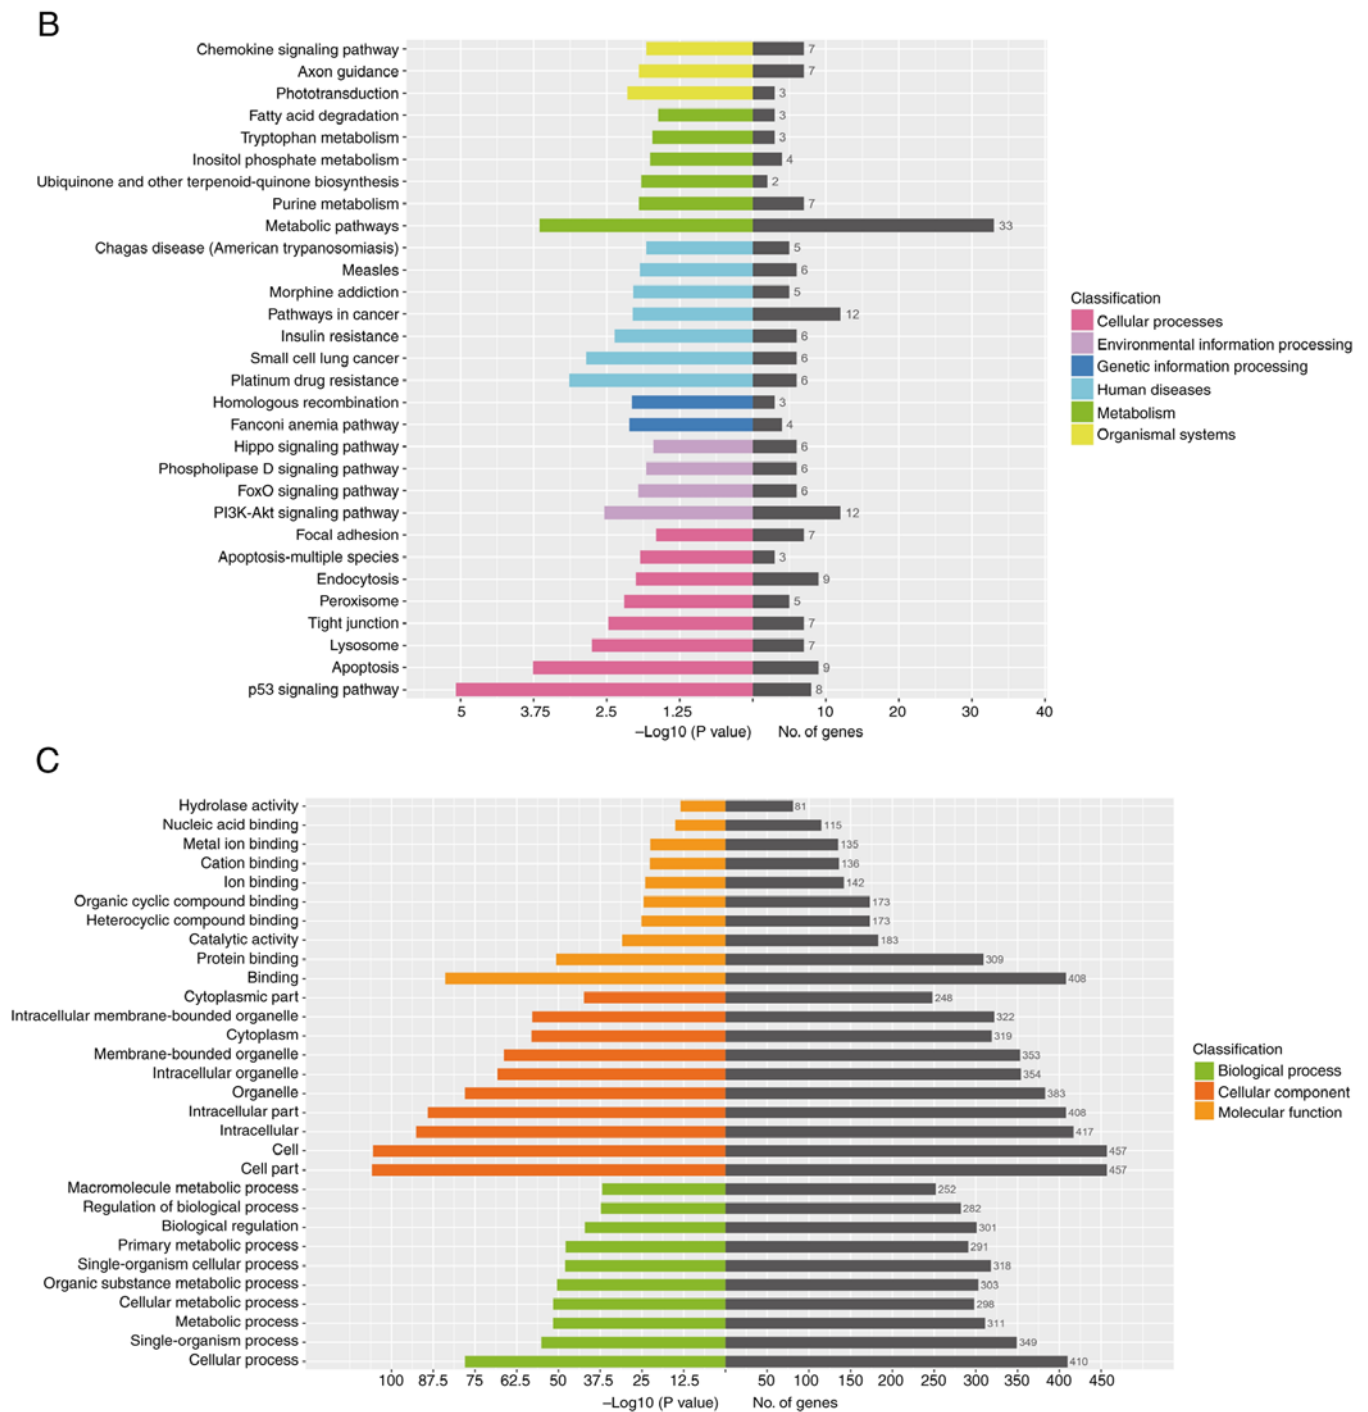 B
Chemokine signaling pathway 7
Axon guidance 7
Phototransduction 3
Fatty acid degradation 3
Tryptophan metabolism 3
Inositol phosphate metabolism 4
Ubiquinone and other terpenoid-quinone biosynthesis 2
Purine metabolism 7
Metabolic pathways 33
Chagas disease (American trypanosomiasis) 5
Measles 6
Morphine addiction 5
Pathways in cancer 12
Insulin resistance 6
Small cell lung cancer 6
Platinum drug resistance 6
Homologous recombination 3
Fanconi anemia pathway 4
Hippo signaling pathway 6
Phospholipase D signaling pathway 6
FoxO signaling pathway 6
PI3K-Akt signaling pathway 12
Focal adhesion 7
Apoptosis-multiple species 3
Endocytosis 9
Peroxisome 5
Tight junction 7
Lysosome 7
Apoptosis 9
p53 signaling pathway 8
5 3.75 2.5 1.25 10 20 30 40
–Log10 (P value) No. of genes
Classification
Cellular processes
Environmental information processing
Genetic information processing
Human diseases
Metabolism
Organismal systems
C
Hydrolase activity 81
Nucleic acid binding 115
Metal ion binding 135
Cation binding 136
Ion binding 142
Organic cyclic compound binding 173
Heterocyclic compound binding 173
Catalytic activity 183
Protein binding 309
Binding 408
Cytoplasmic part 248
Intracellular membrane-bounded organelle 322
Cytoplasm 319
Membrane-bounded organelle 353
Intracellular organelle 354
Organelle 383
Intracellular part 408
Intracellular 417
Cell 457
Cell part 457
Macromolecule metabolic process 252
Regulation of biological process 282
Biological regulation 301
Primary metabolic process 291
Single-organism cellular process 318
Organic substance metabolic process 303
Cellular metabolic process 298
Metabolic process 311
Single-organism process 349
Cellular process 410
100 87.5 75 62.5 50 37.5 25 12.5 50 100 150 200 250 300 350 400 450
–Log10 (P value) No. of genes
Classification
Biological process
Cellular component
Molecular function